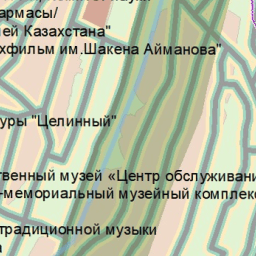 армасы/
ей Казахстана"
хфильм им.Шакена Айманова"
уры "Целинный"
твенный музей «Центр обслуживани
-мемориальный музейный комплекс
традиционной музыки